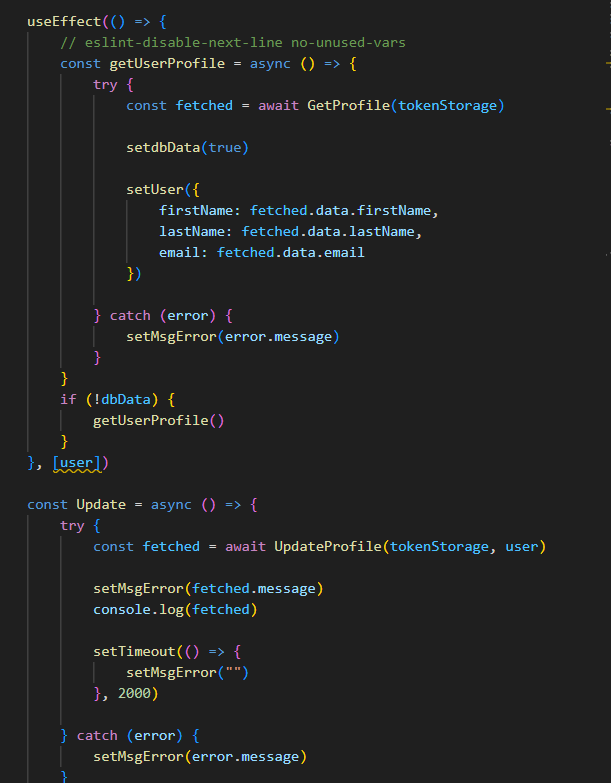 useEffect(() => {
// eslint-disable-next-line no-unused-vars
const getUserProfile = async () => {
try {
const fetched = await GetProfile(tokenStorage)
setdbData(true)
setUser({
firstName: fetched.data.firstName,
lastName: fetched.data.lastName,
email: fetched.data.email
})
} catch (error) {
setMsgError(error.message)
}
}
if (!dbData) {
getUserProfile()
}
}, [user])
const Update = async () => {
try {
const fetched = await UpdateProfile(tokenStorage, user)
setMsgError(fetched.message)
console.log(fetched)
setTimeout(() => {
setMsgError("")
}, 2000)
} catch (error) {
setMsgError(error.message)
}